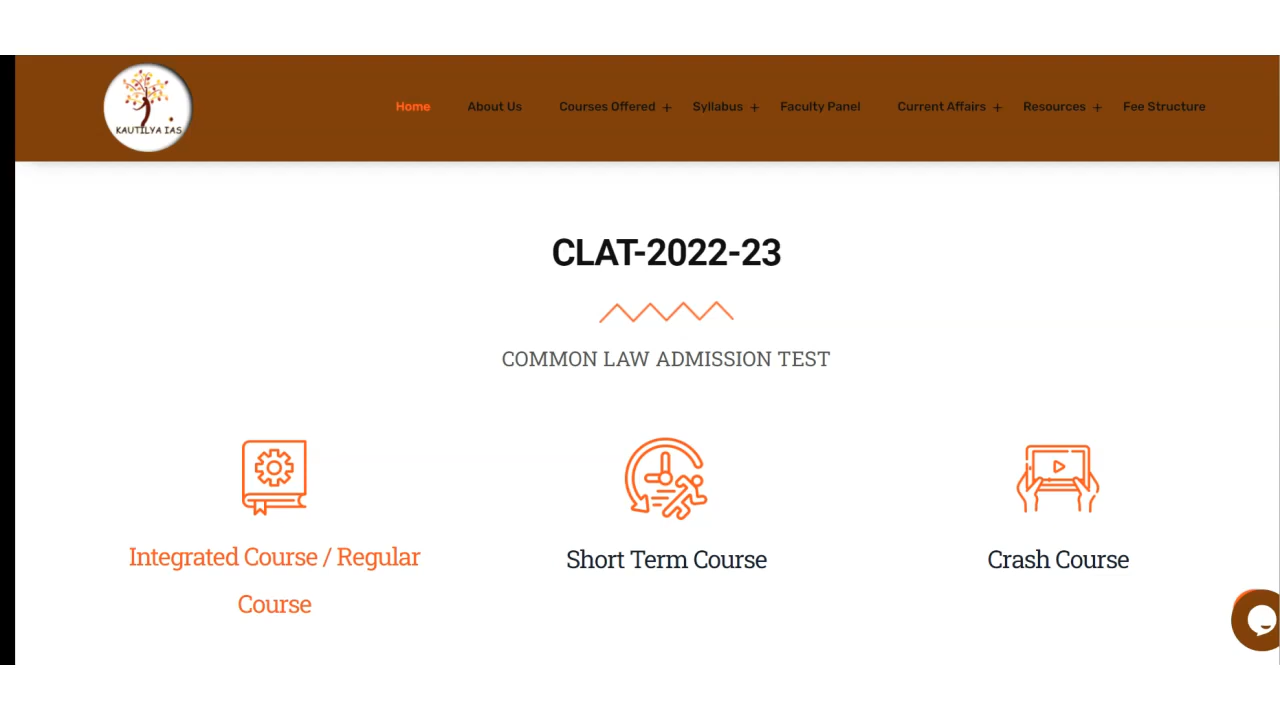 KAUTILYA IAS
Home About Us Courses Offered + Syllabus + Faculty Panel Current Affairs + Resources + Fee Structure
CLAT-2022-23
COMMON LAW ADMISSION TEST
Integrated Course / Regular
Course
Short Term Course
Crash Course